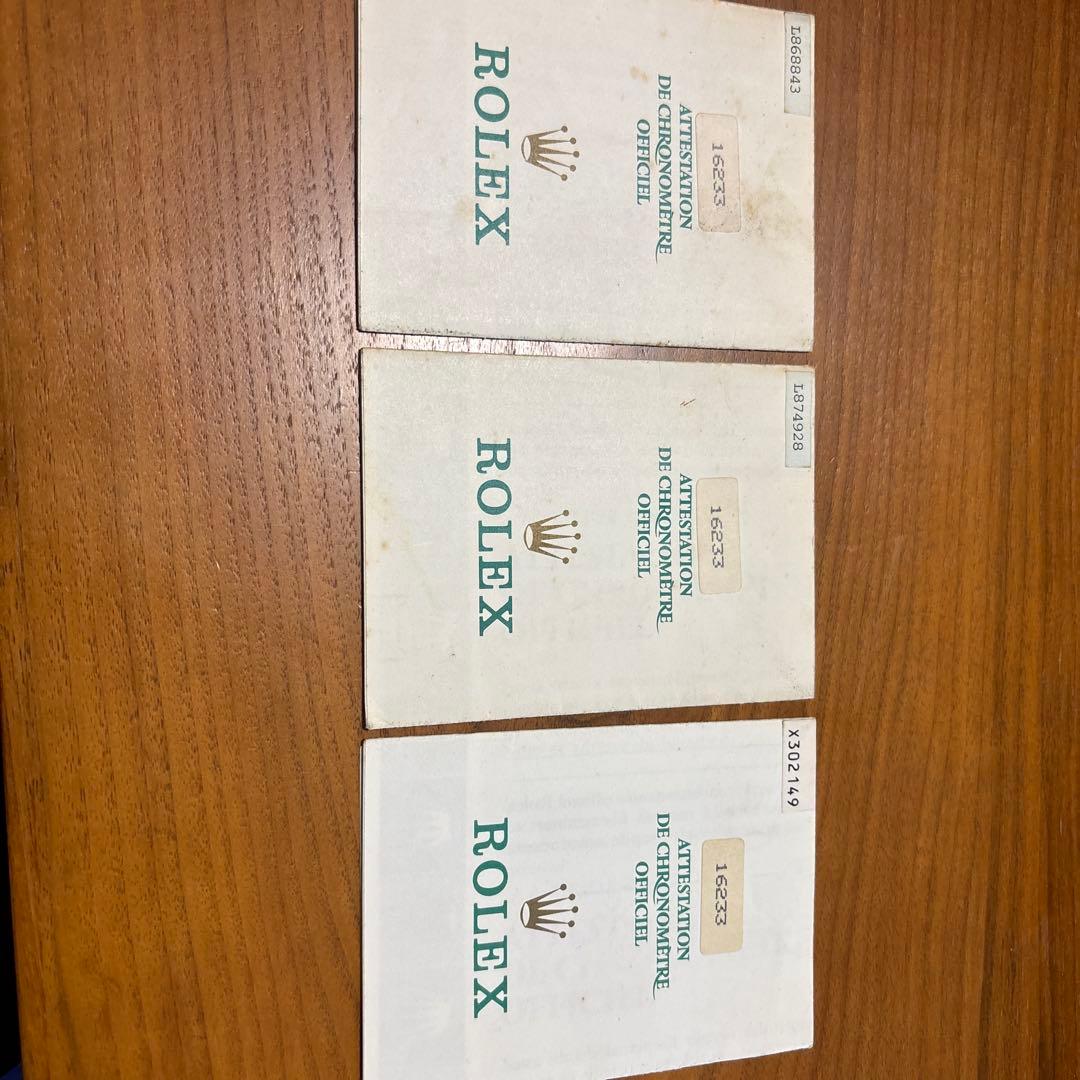 L868843
16233
ATTESTATION
DE CHRONOMÈTRE
OFFICIEL
ROLEX
L874928
16233
ATTESTATION
DE CHRONOMÈTRE
OFFICIEL
ROLEX
X302149
16233
ATTESTATION
DE CHRONOMÈTRE
OFFICIEL
ROLEX